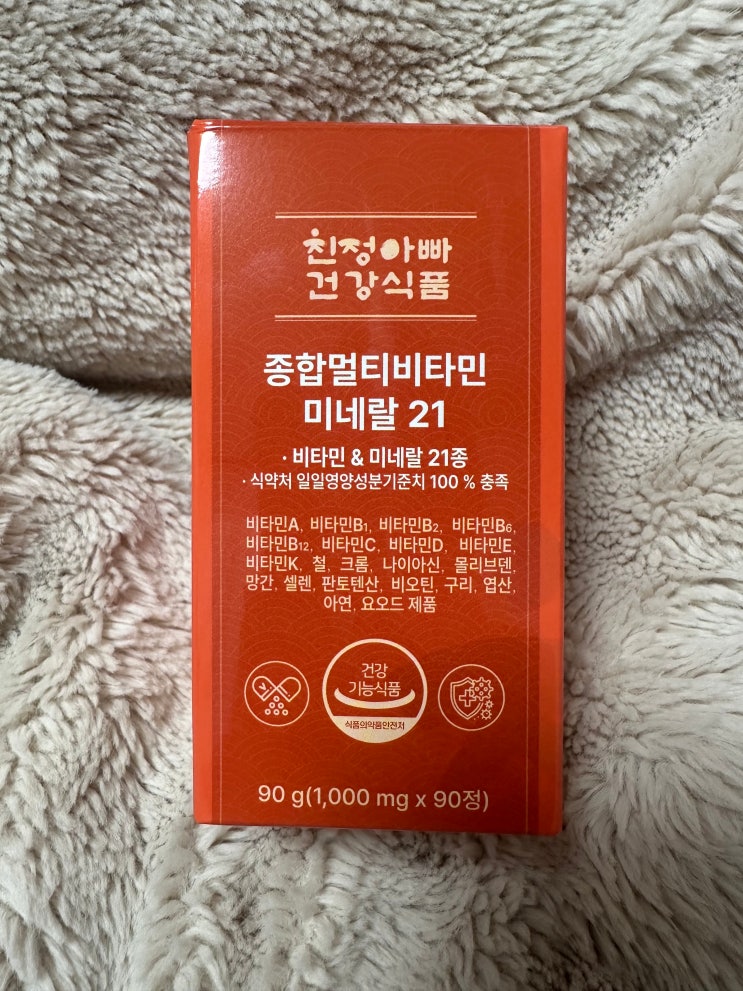 친정아빠
건강식품
종합멀티비타민
미네랄 21
· 비타민 & 미네랄 21종
· 식약처 일일영양성분기준치 100 % 충족
비타민A, 비타민B₁, 비타민B₂, 비타민B₆,
비타민B₁₂, 비타민C, 비타민D, 비타민E,
비타민K, 철, 크롬, 나이아신, 몰리브덴,
망간, 셀렌, 판토텐산, 비오틴, 구리, 엽산,
아연, 요오드 제품
건강
기능식품
식품의약품안전처
90 g(1,000 mg x 90정)